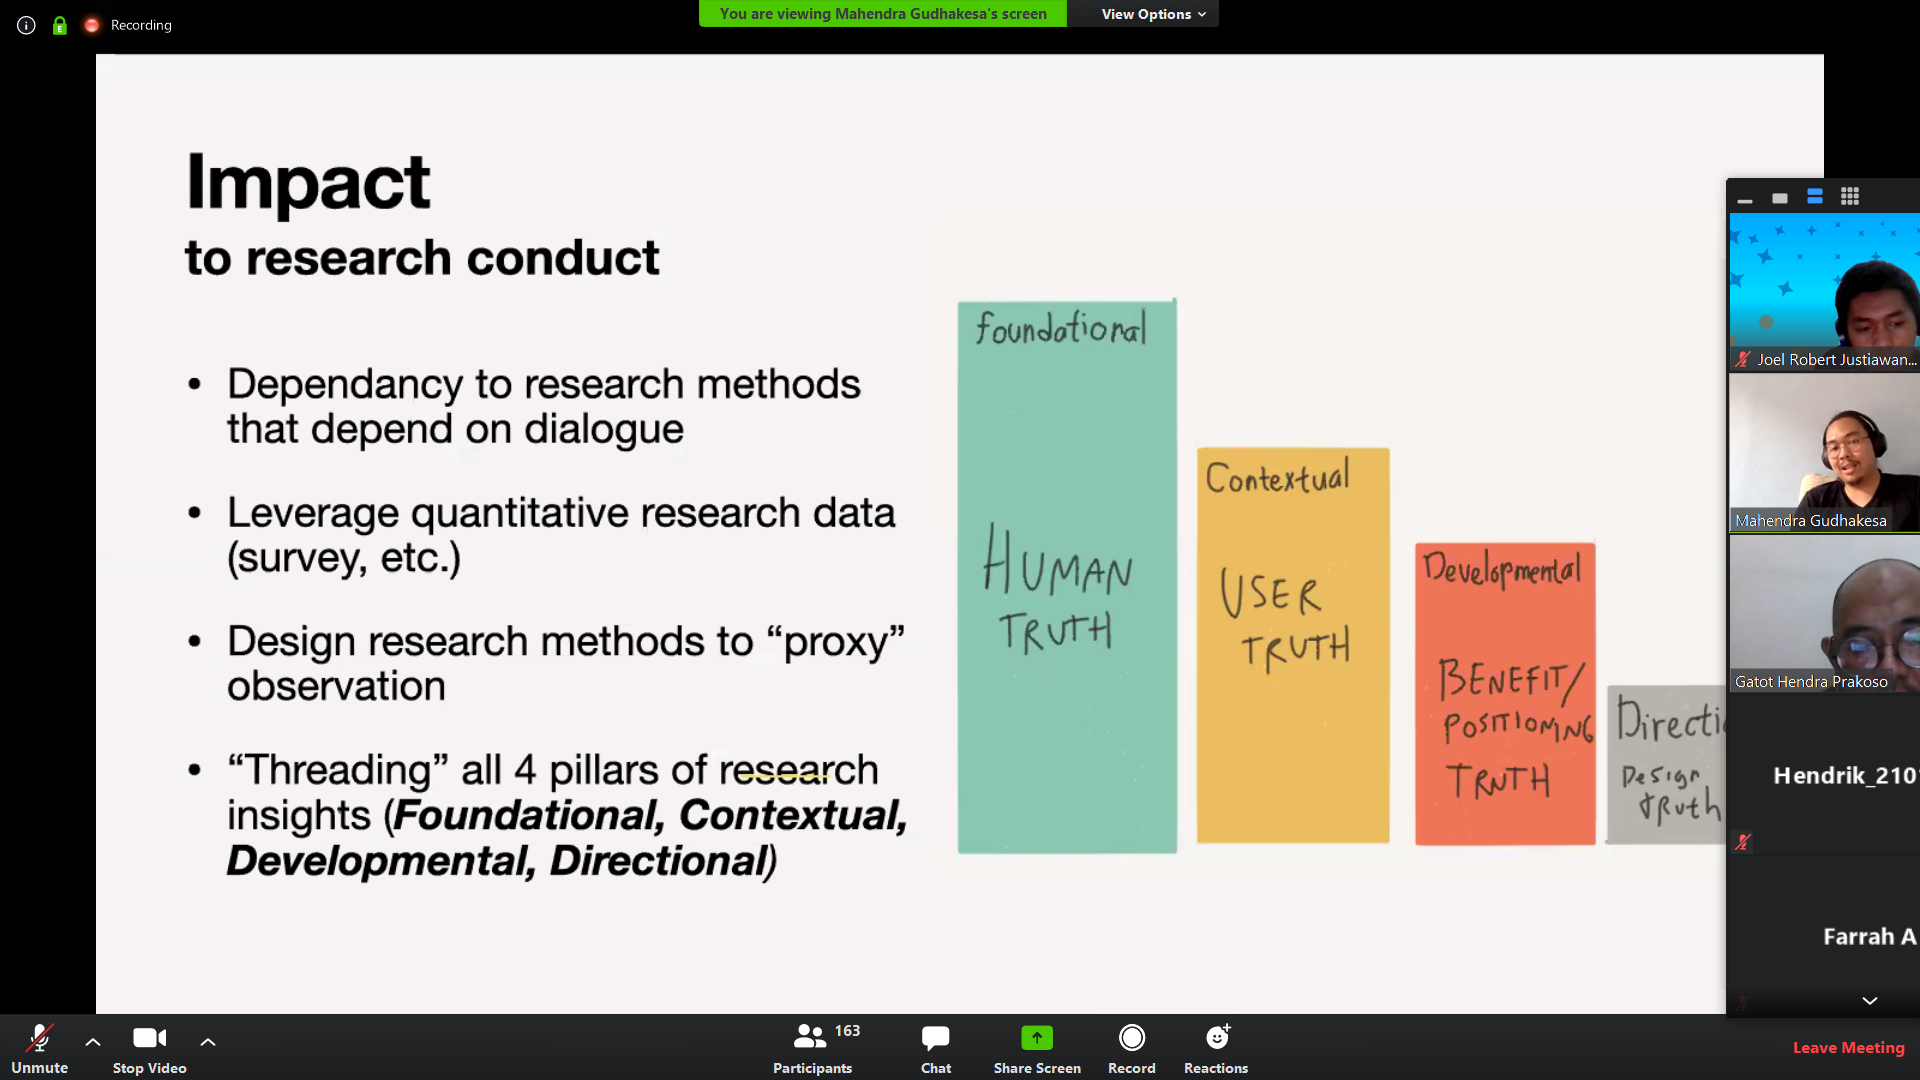 Recording
You are viewing Mahendra Gudhakesa's screen
View Options
Impact
to research conduct
• Dependancy to research methods
that depend on dialogue
• Leverage quantitative research data
(survey, etc.)
• Design research methods to “proxy”
observation
• “Threading” all 4 pillars of research
insights (Foundational, Contextual,
Developmental, Directional)
foundational
HUMAN
TRUTH
Contextual
USER
TRUTH
Developmental
BENEFIT/
POSITIONING
TRUTH
Directi
Design
truth
Joel Robert Justiawan...
Mahendra Gudhakesa
Gatot Hendra Prakoso
Hendrik_210
Farrah A
Unmute
Stop Video
163
Participants
Chat
Share Screen
Record
Reactions
Leave Meeting